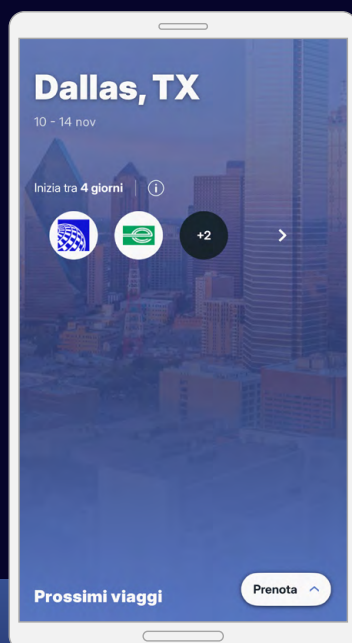 Dallas, TX
10 - 14 nov
Inizia tra 4 giorni
+2
Prossimi viaggi
Prenota